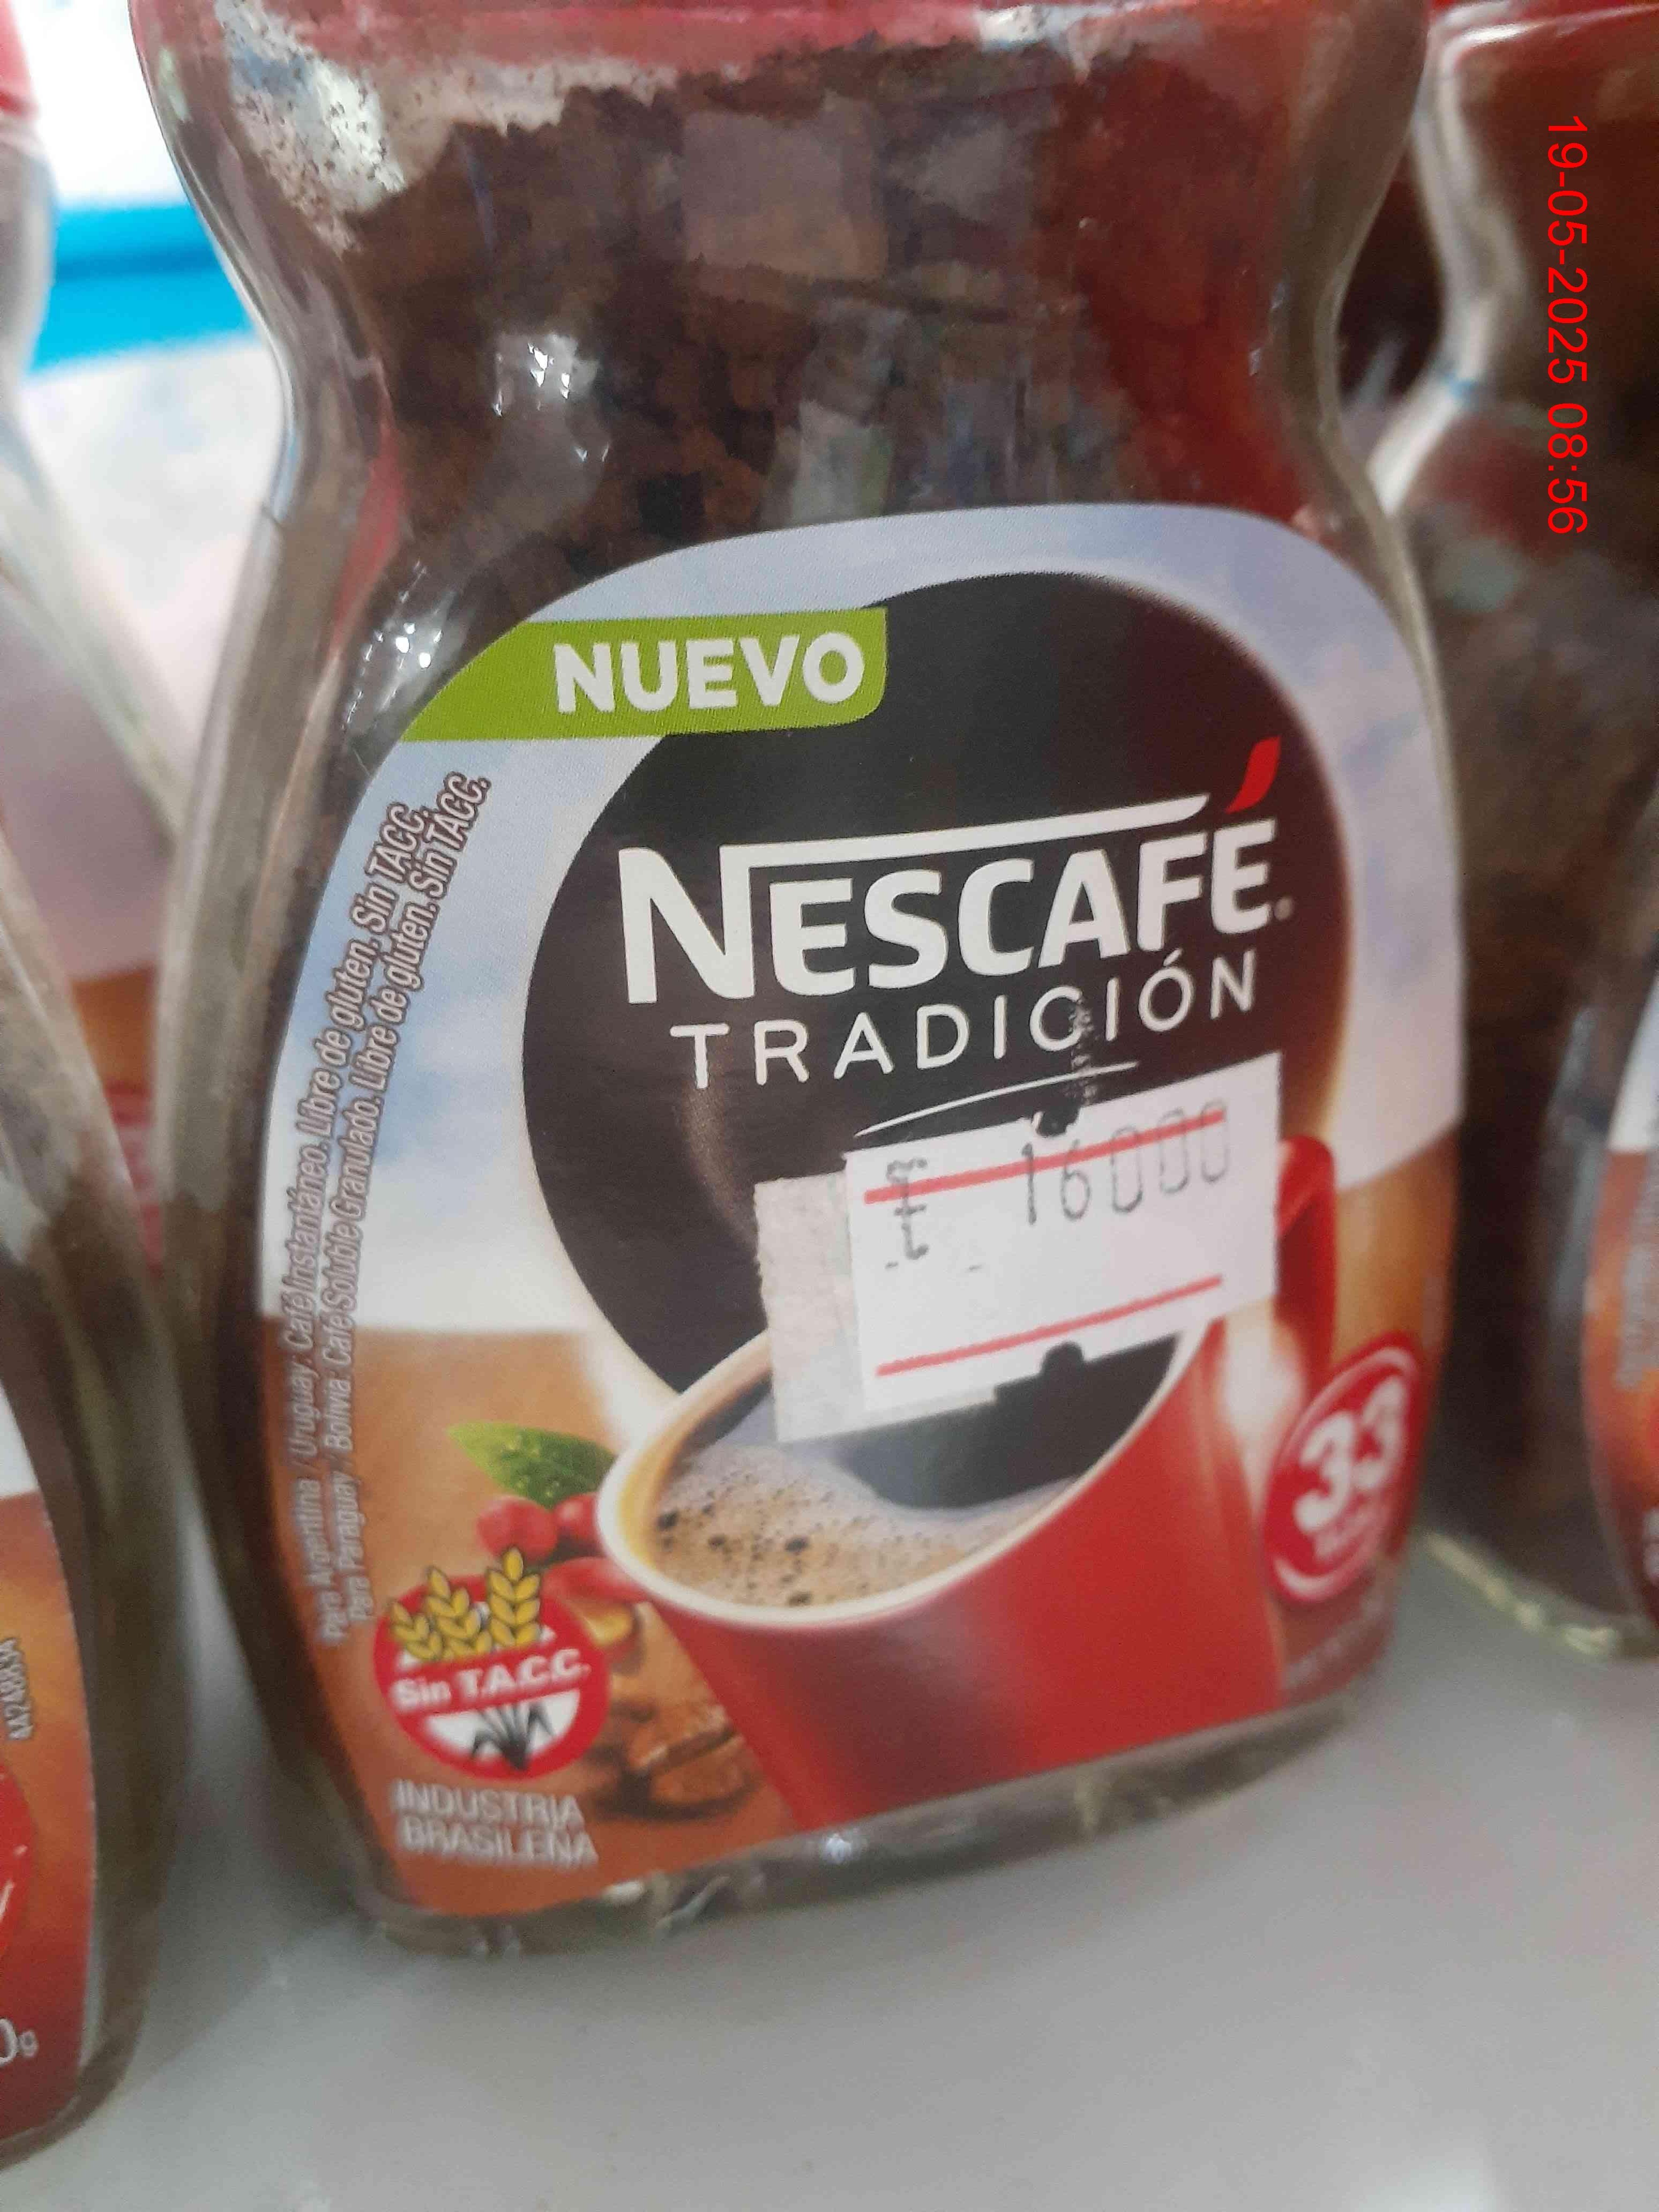 NUEVO
NESCAFÉ
TRADICIÓN
16000
Para Argentina / Uruguay: Café Instantáneo. Libre de gluten. Sin TACC.
Para Paraguay / Bolivia: Café Soluble Granulado. Libre de gluten. Sin TACC.
33
Sin T.A.C.C.
INDUSTRIA
BRASILEÑA
0g
19-05-2025 08:56